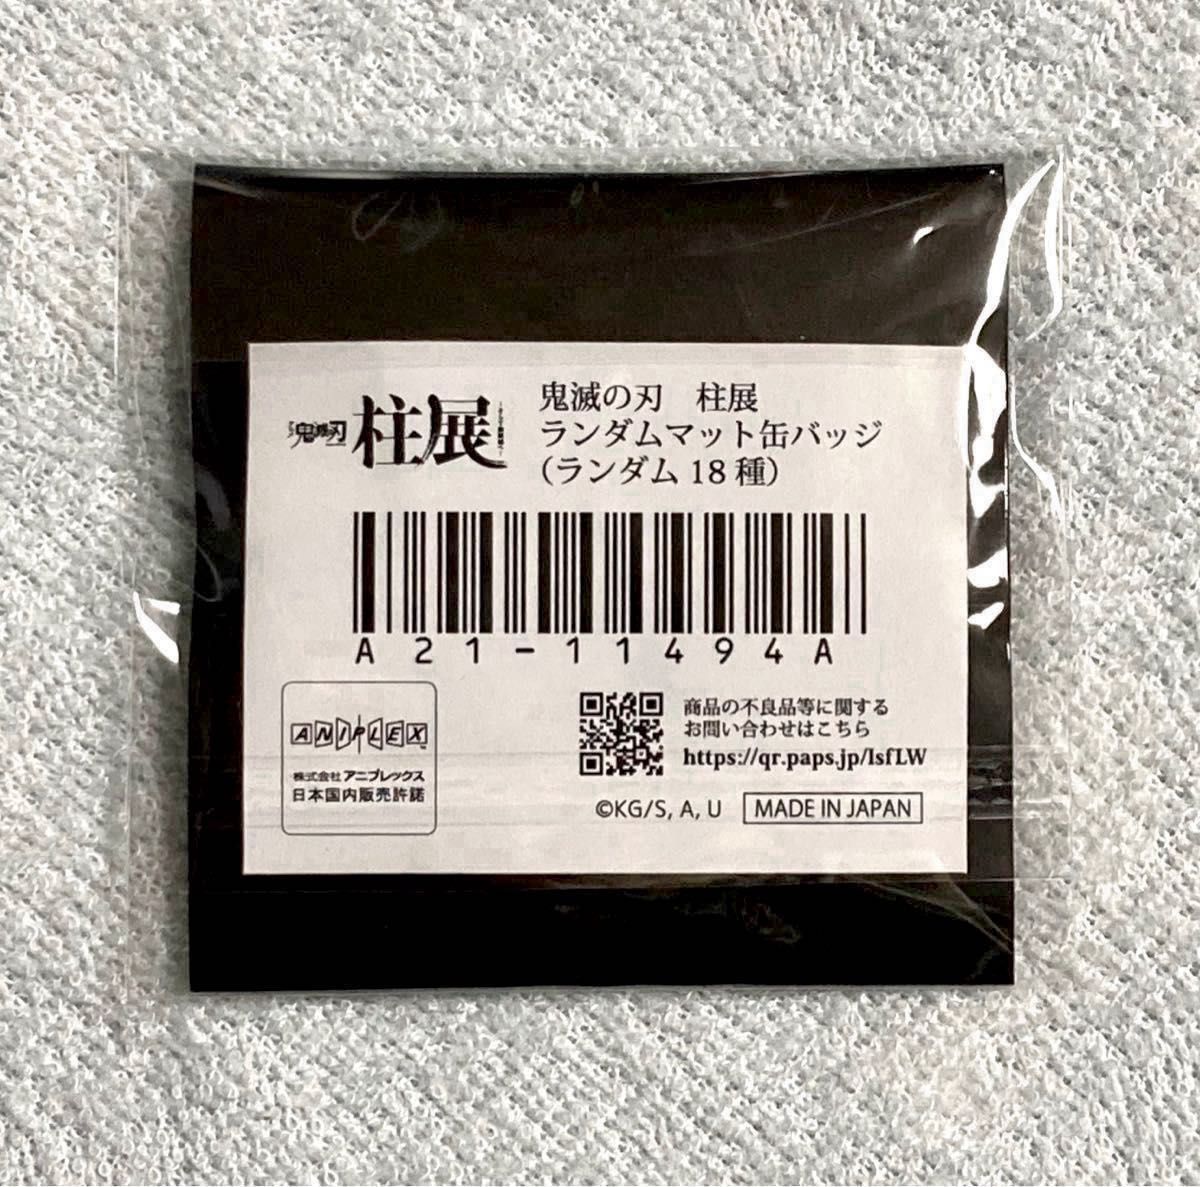 鬼滅の刃
柱展
鬼滅の刃 柱展
ランダムマット缶バッジ
(ランダム 18 種)
A21-11494A
ANIPLEX
株式会社 アニプレックス
日本国内販売許諾
商品の不良品等に関する
お問い合わせはこちら
https://qr.paps.jp/IsfLW
©KG/S, A, U
MADE IN JAPAN